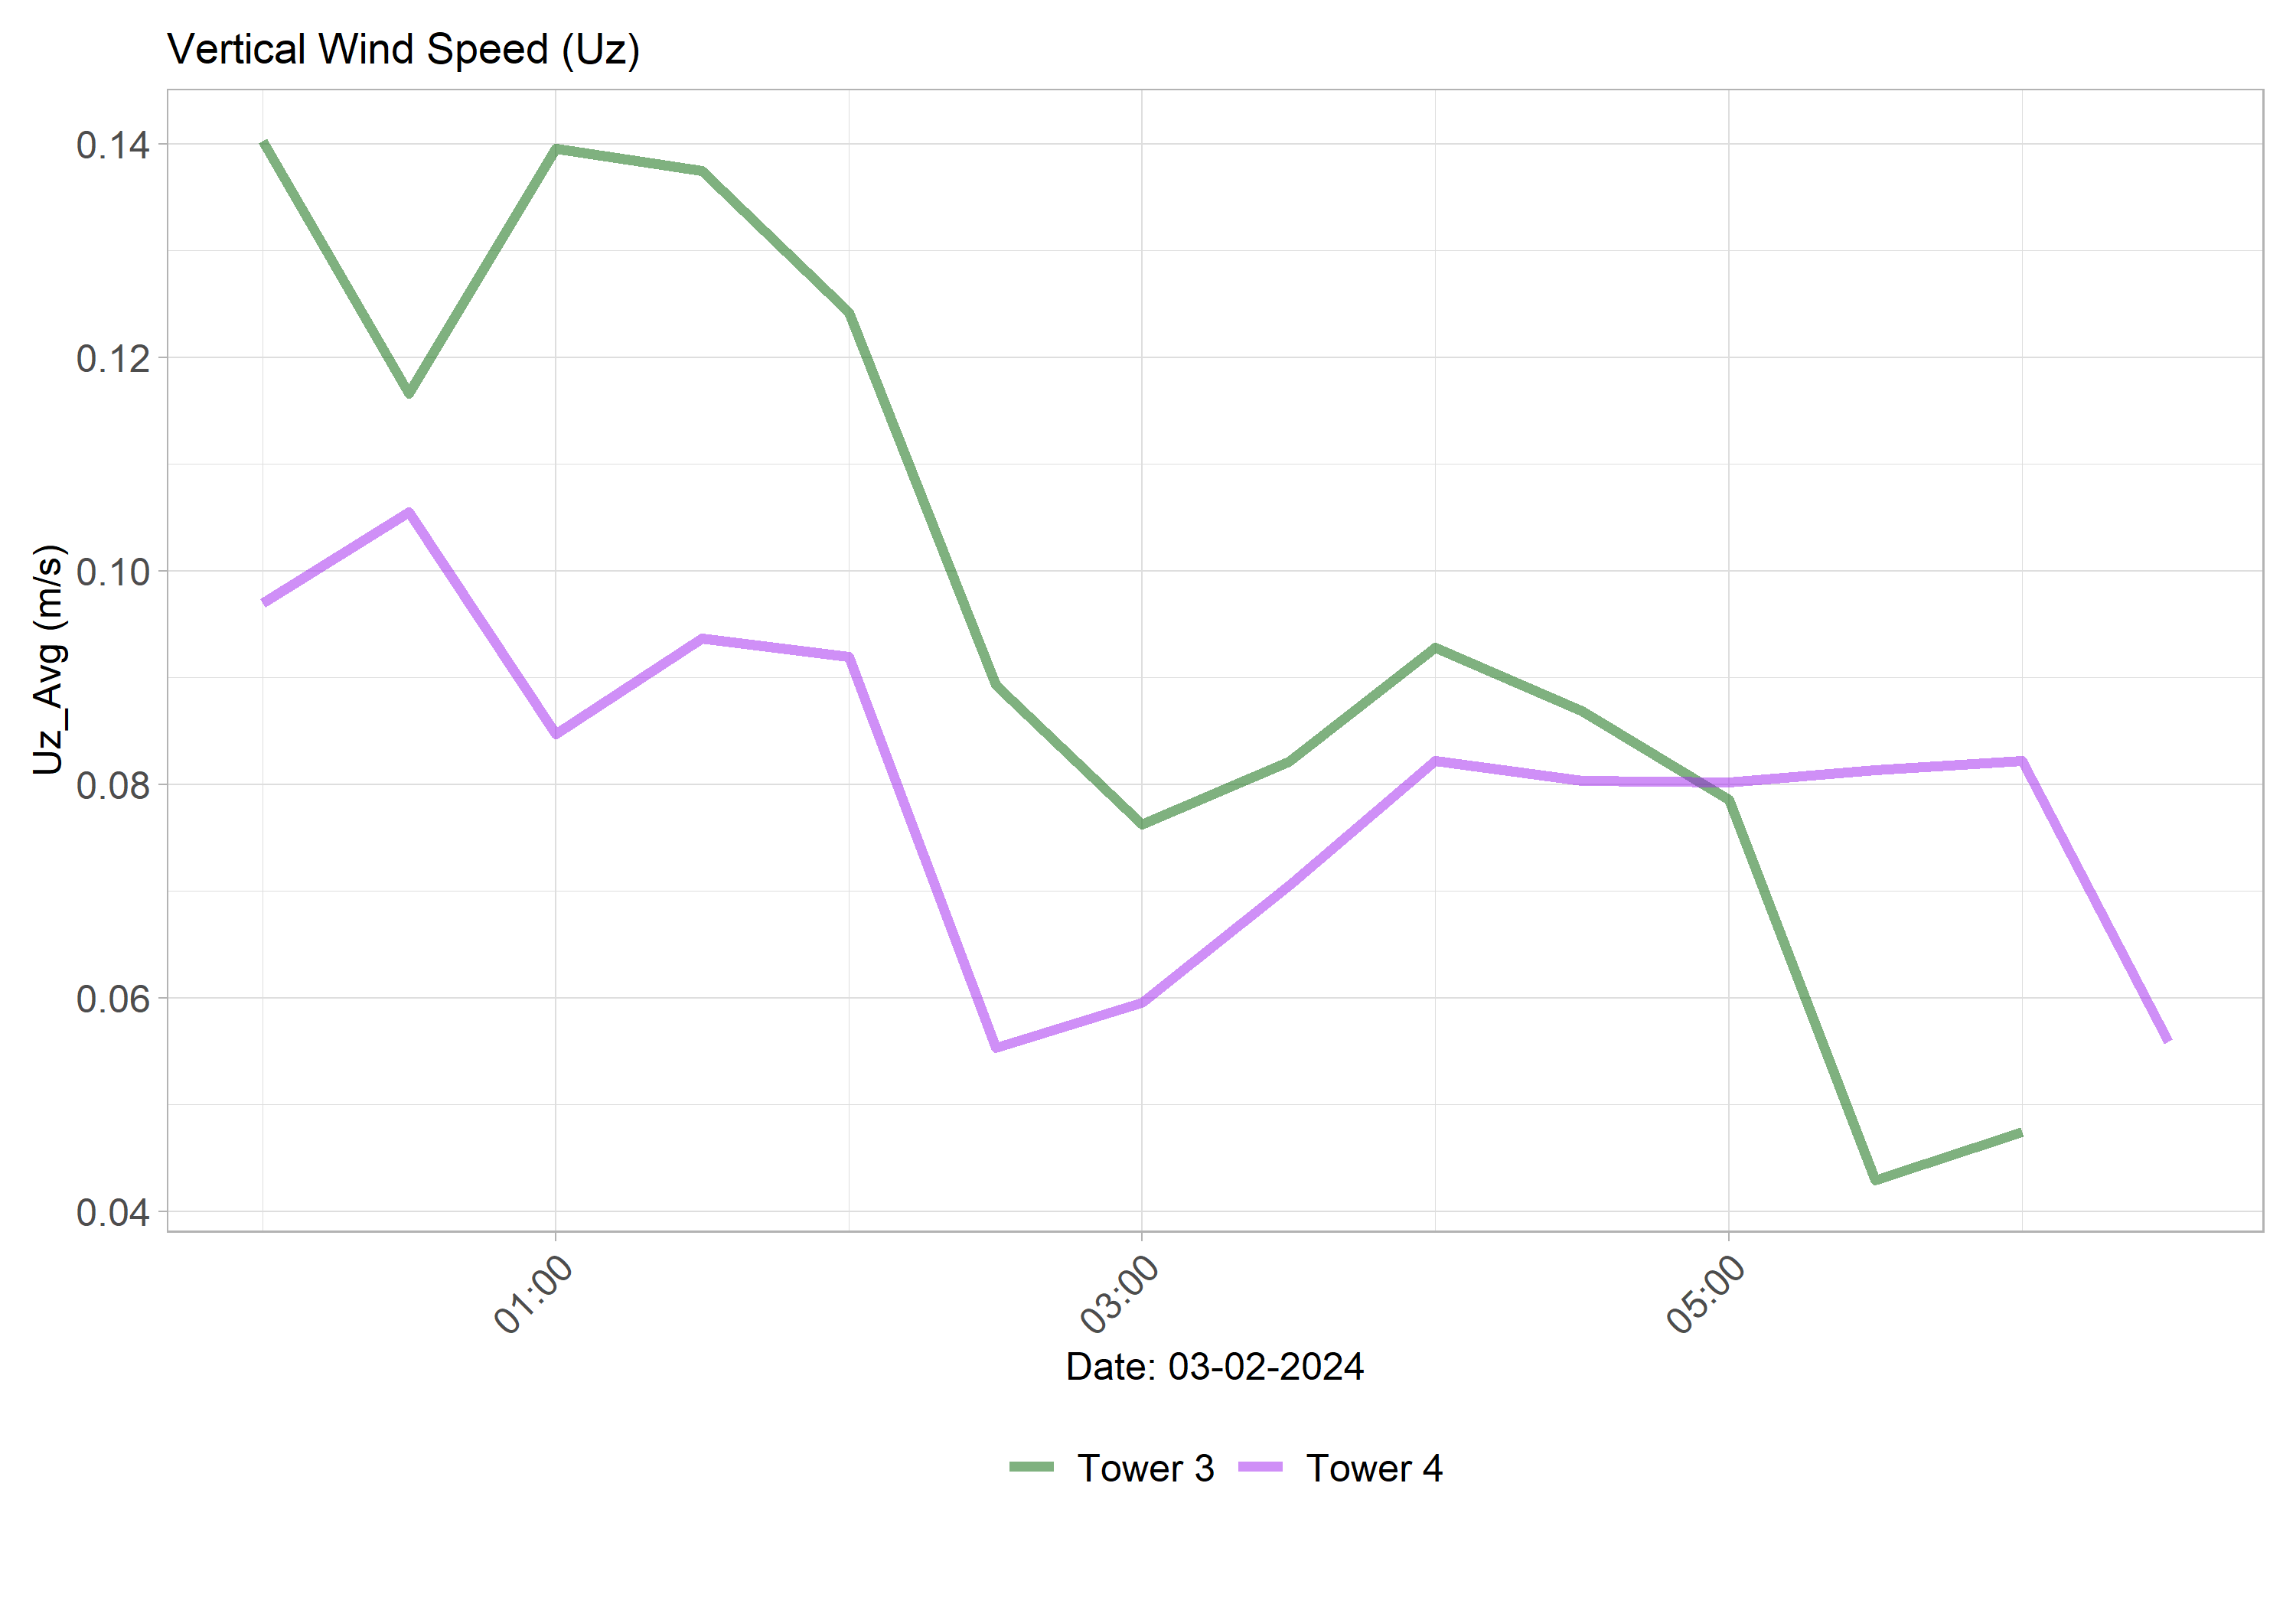 Vertical Wind Speed (Uz)
Uz_Avg (m/s)
0.14
0.12
0.10
0.08
0.06
0.04
01:00
03:00
05:00
Date: 03-02-2024
Tower 3
Tower 4